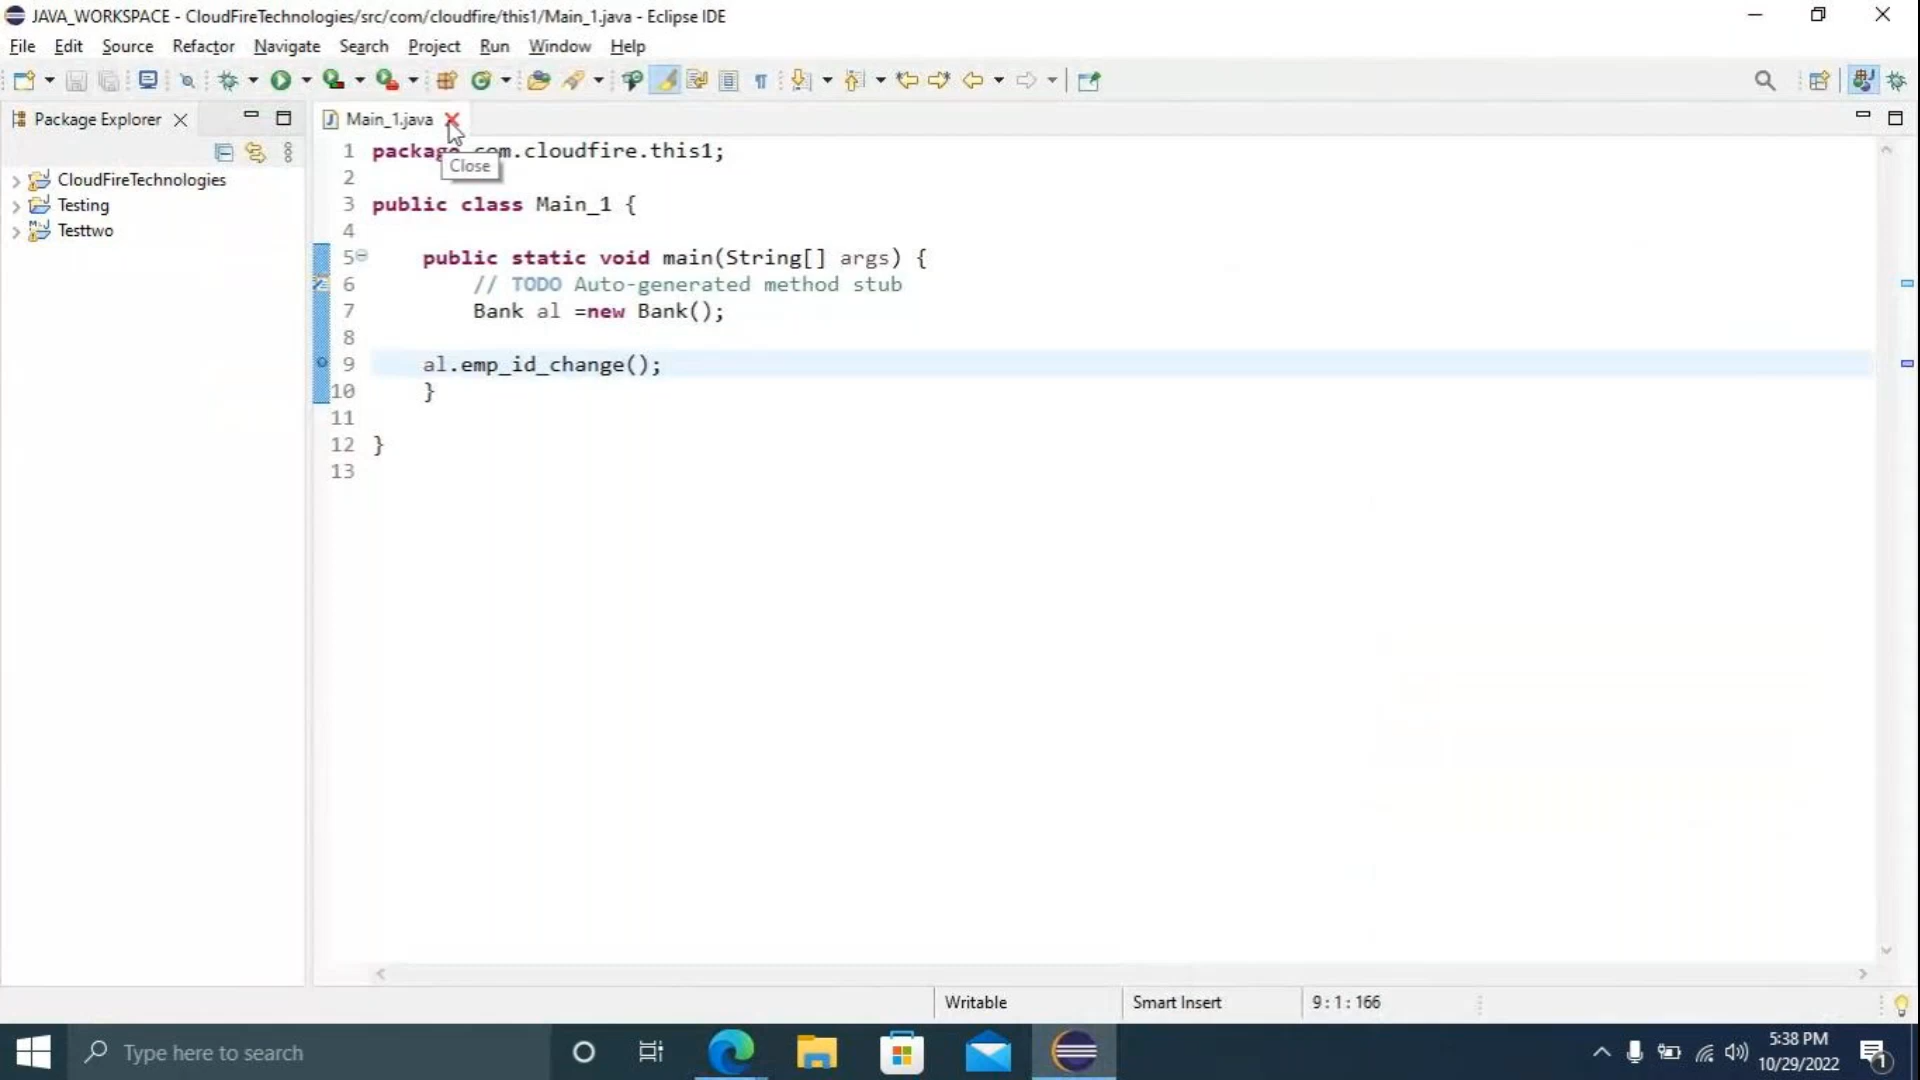 JAVA_WORKSPACE - CloudFireTechnologies/src/com/cloudfire/this1/Main_1.java - Eclipse IDE
File Edit Source Refactor Navigate Search Project Run Window Help
Package Explorer
Main_1.java
Close
CloudFireTechnologies
Testing
Testtwo
1 package com.cloudfire.this1;
2
3 public class Main_1 {
4
5 public static void main(String[] args) {
6 // TODO Auto-generated method stub
7 Bank al =new Bank();
8
9 al.emp_id_change();
10 }
11
12 }
13
Writable Smart Insert 9 : 1 : 166
Type here to search
5:38 PM
10/29/2022
1